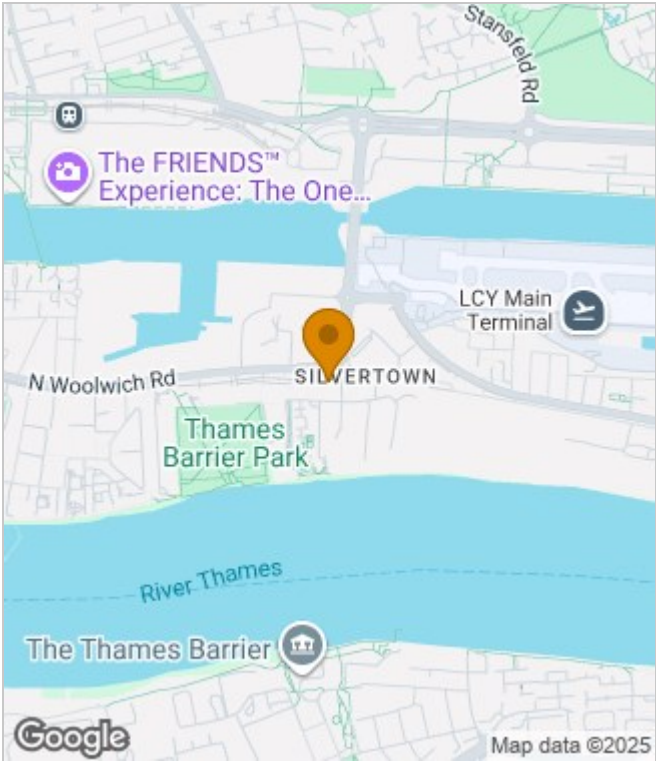 Stansfeld Rd
The FRIENDS™
Experience: The One...
LCY Main
Terminal
N Woolwich Rd
SILVERTOWN
Thames
Barrier Park
River Thames
The Thames Barrier
Google
Map data ©2025